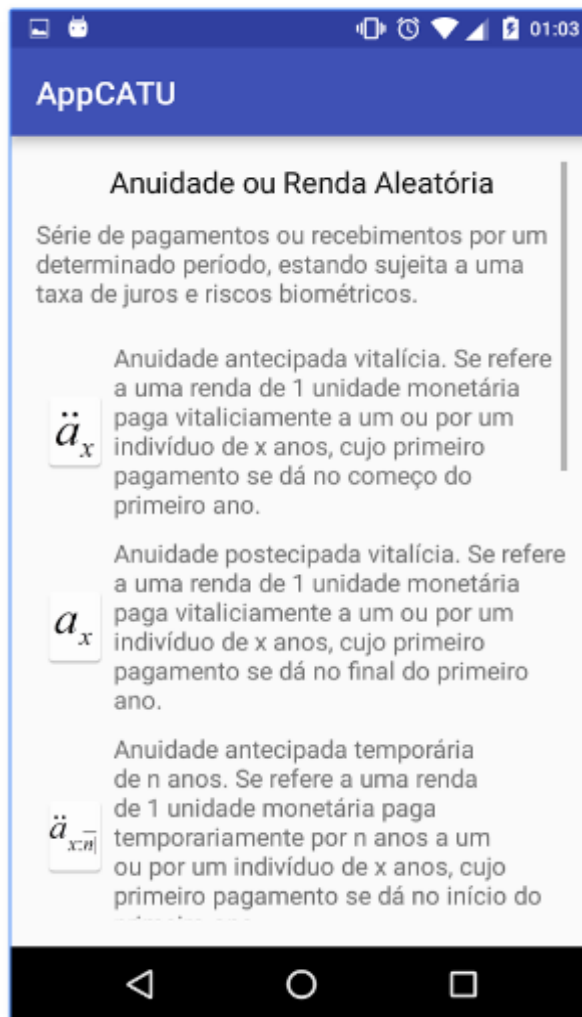 01:03
AppCATU
Anuidade ou Renda Aleatória
Série de pagamentos ou recebimentos por um
determinado período, estando sujeita a uma
taxa de juros e riscos biométricos.
Anuidade antecipada vitalícia. Se refere
a uma renda de 1 unidade monetária
paga vitaliciamente a um ou por um
indivíduo de x anos, cujo primeiro
pagamento se dá no começo do
primeiro ano.
äₓ
Anuidade postecipada vitalícia. Se refere
a uma renda de 1 unidade monetária
paga vitaliciamente a um ou por um
indivíduo de x anos, cujo primeiro
pagamento se dá no final do primeiro
ano.
aₓ
Anuidade antecipada temporária
de n anos. Se refere a uma renda
de 1 unidade monetária paga
temporariamente por n anos a um
ou por um indivíduo de x anos, cujo
primeiro pagamento se dá no início do
ä x:n̅|